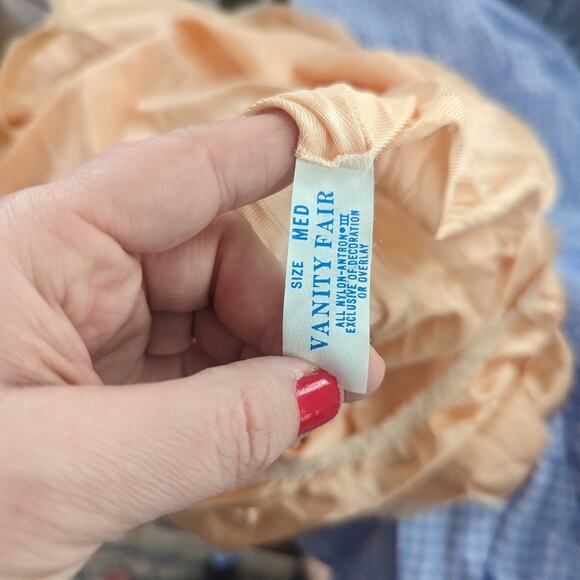 SIZE MED
VANITY FAIR
ALL NYLON-ANTRON® III
EXCLUSIVE OF DECORATION
OR OVERLAY